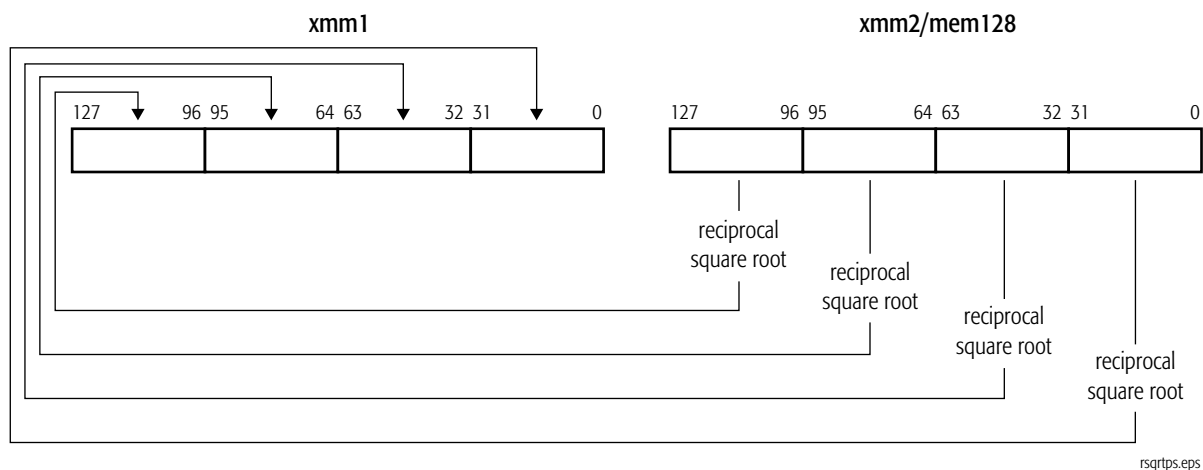 xmm1
xmm2/mem128
127 96 95 64 63 32 31 0
127 96 95 64 63 32 31 0
reciprocal
square root
reciprocal
square root
reciprocal
square root
reciprocal
square root
rsqrtps.eps